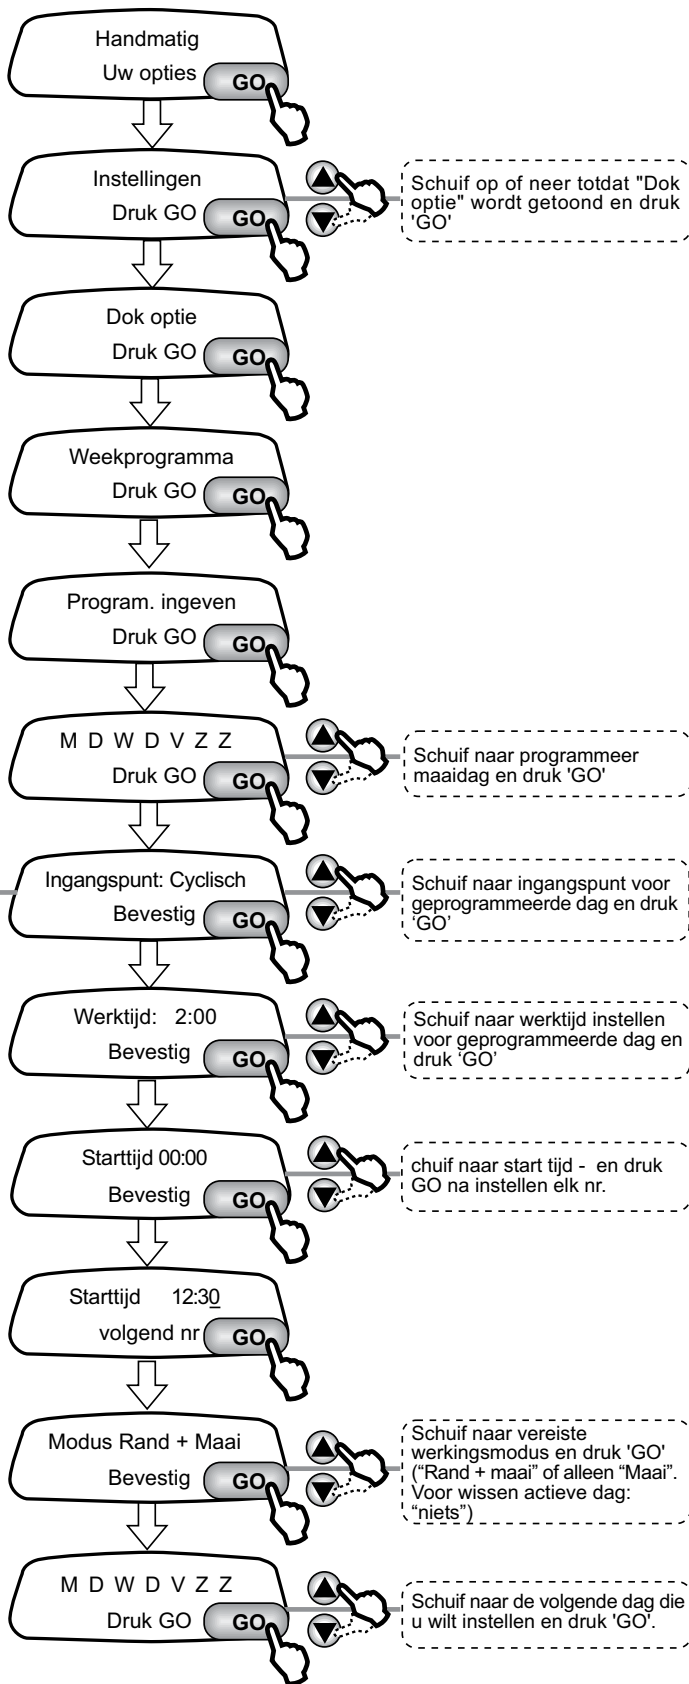 Handmatig
Uw opties GO
Instellingen
Druk GO GO
Schuif op of neer totdat "Dok
optie" wordt getoond en druk
'GO'
Dok optie
Druk GO GO
Weekprogramma
Druk GO GO
Program. ingeven
Druk GO GO
M D W D V Z Z
Druk GO GO
Schuif naar programmeer
maaidag en druk 'GO'
Ingangspunt: Cyclisch
Bevestig GO
Schuif naar ingangspunt voor
geprogrammeerde dag en druk
‘GO’
Werktijd: 2:00
Bevestig GO
Schuif naar werktijd instellen
voor geprogrammeerde dag en
druk ‘GO’
Starttijd 00:00
Bevestig GO
chuif naar start tijd - en druk
GO na instellen elk nr.
Starttijd 12:30
volgend nr GO
Modus Rand + Maai
Bevestig GO
Schuif naar vereiste
werkingsmodus en druk 'GO'
(“Rand + maai” of alleen “Maai”.
Voor wissen actieve dag:
“niets”)
M D W D V Z Z
Druk GO GO
Schuif naar de volgende dag die
u wilt instellen en druk 'GO'.